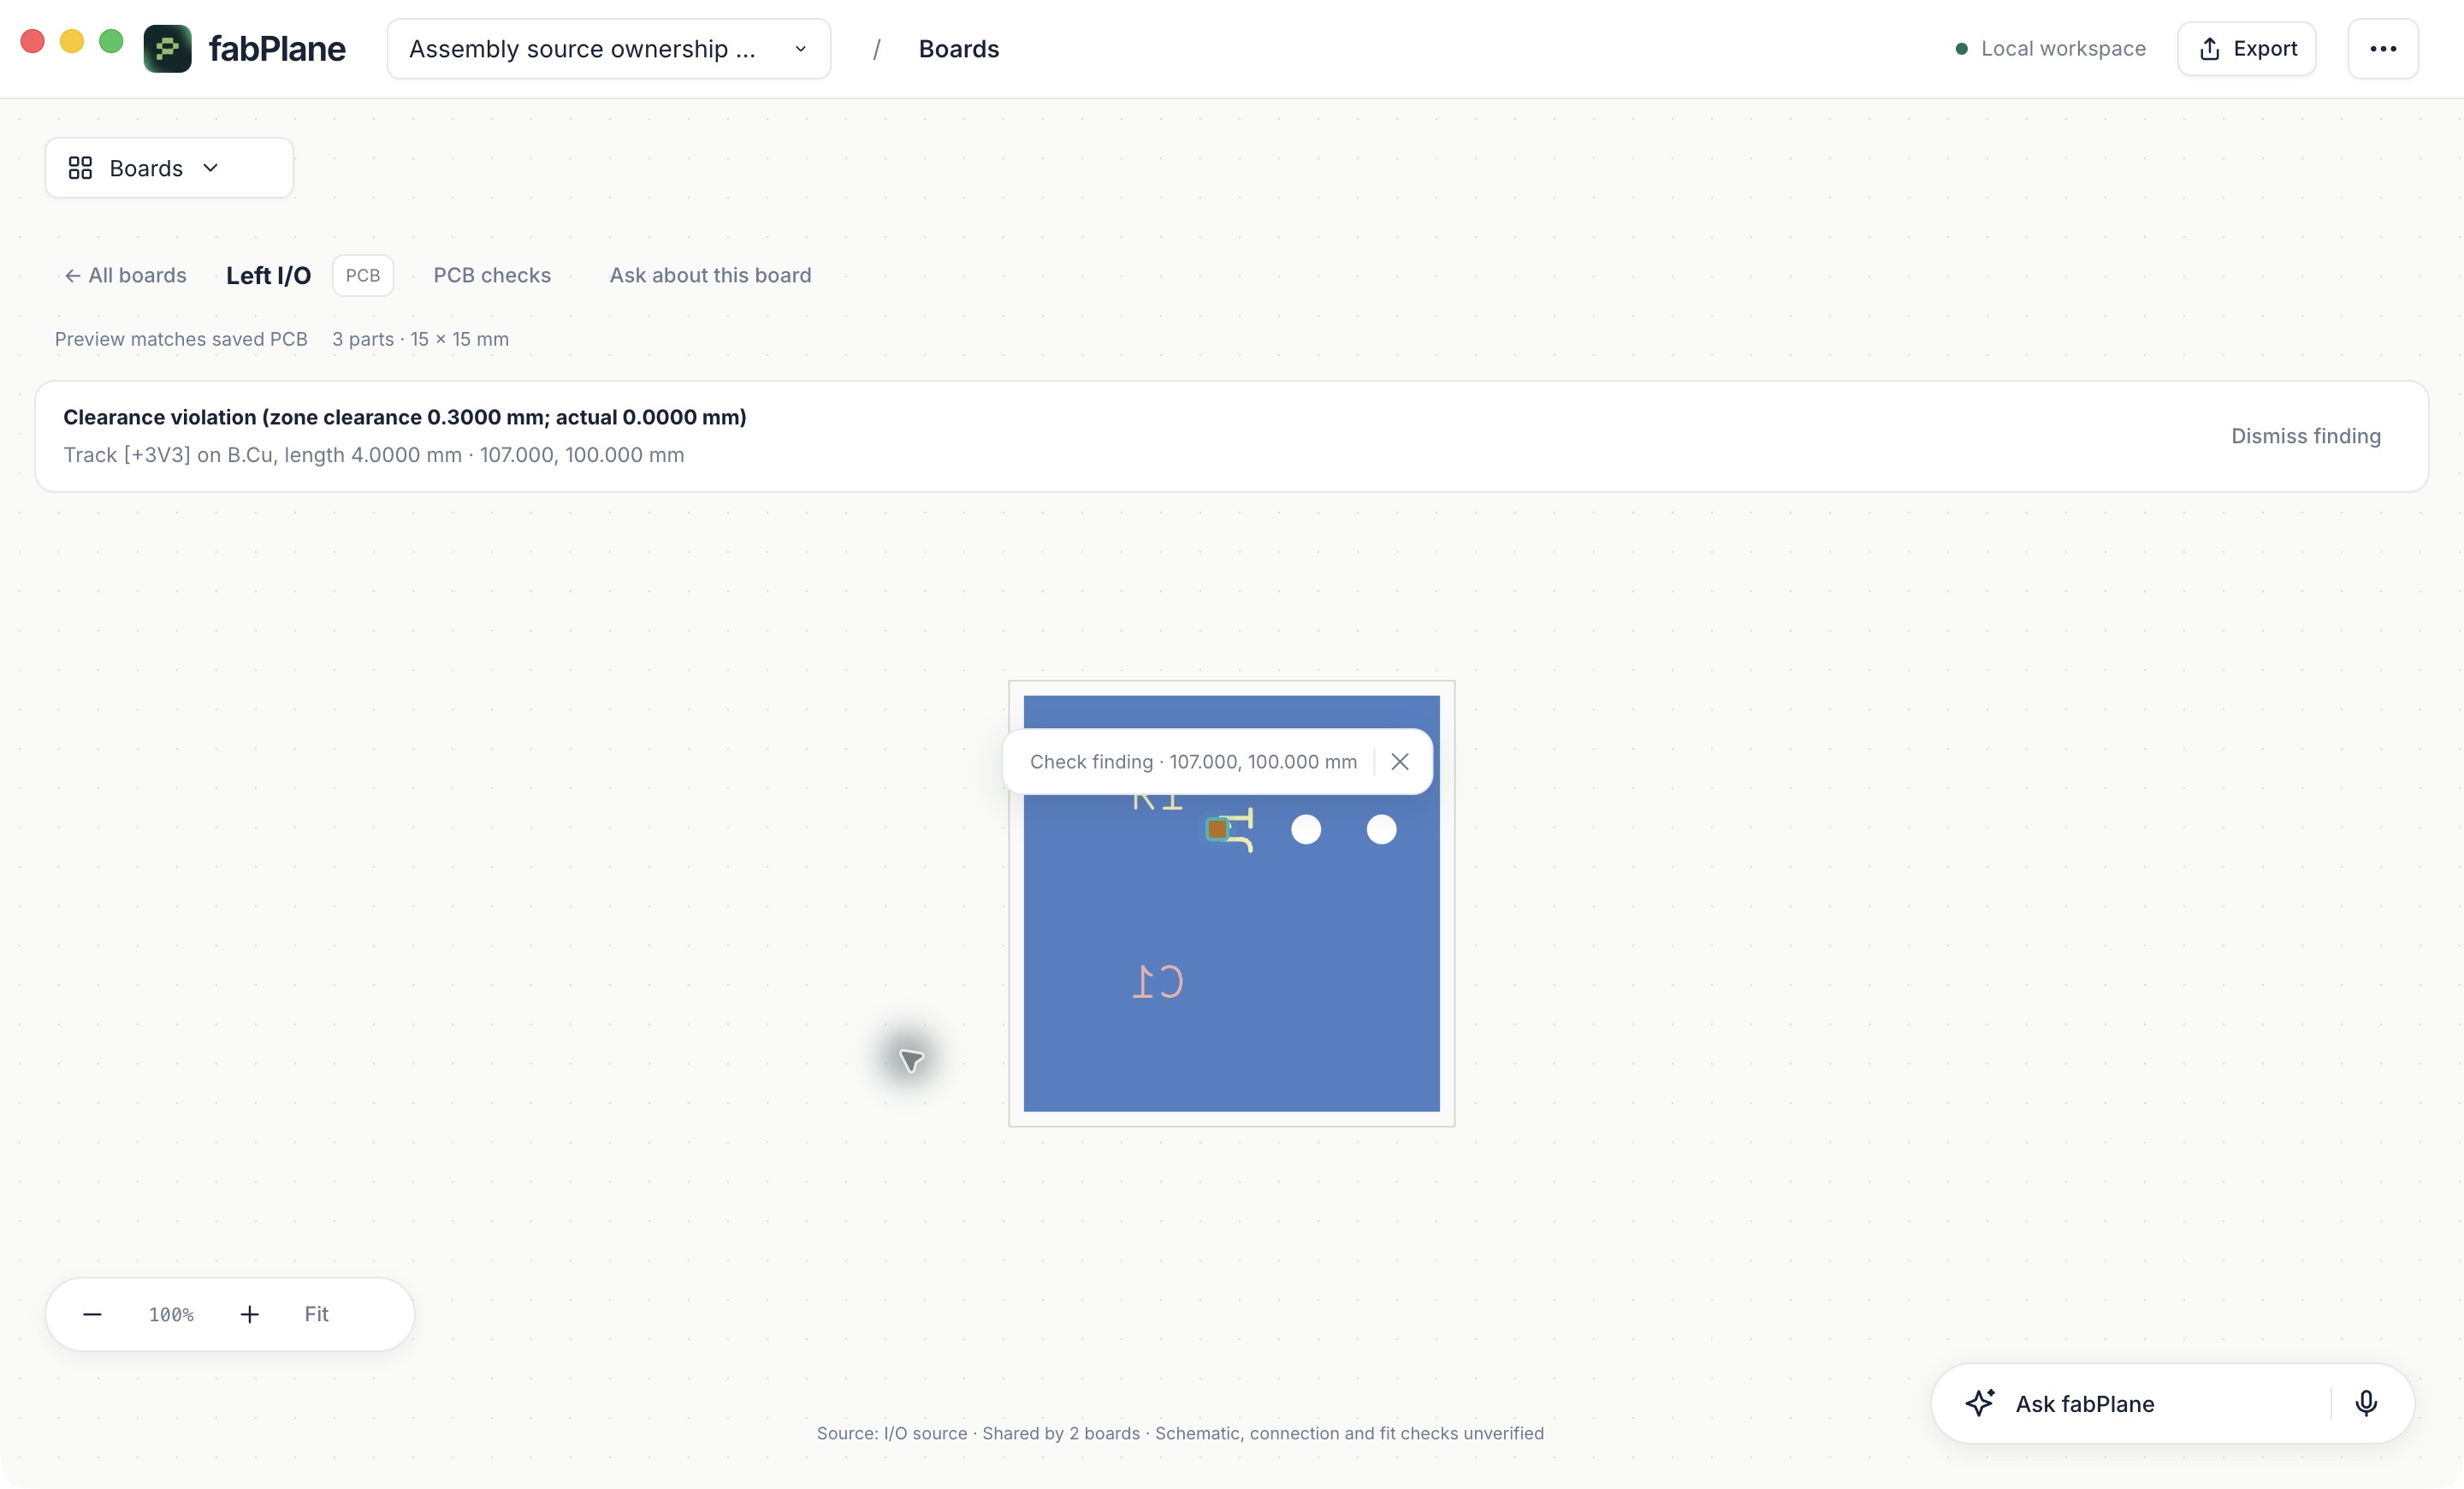 fabPlane
Assembly source ownership ...
/
Boards
Local workspace
Export
Boards
← All boards
Left I/O
PCB
PCB checks
Ask about this board
Preview matches saved PCB
3 parts · 15 × 15 mm
Clearance violation (zone clearance 0.3000 mm; actual 0.0000 mm)
Track [+3V3] on B.Cu, length 4.0000 mm · 107.000, 100.000 mm
Dismiss finding
Check finding · 107.000, 100.000 mm
J1
C1
100%
Fit
Ask fabPlane
Source: I/O source · Shared by 2 boards · Schematic, connection and fit checks unverified